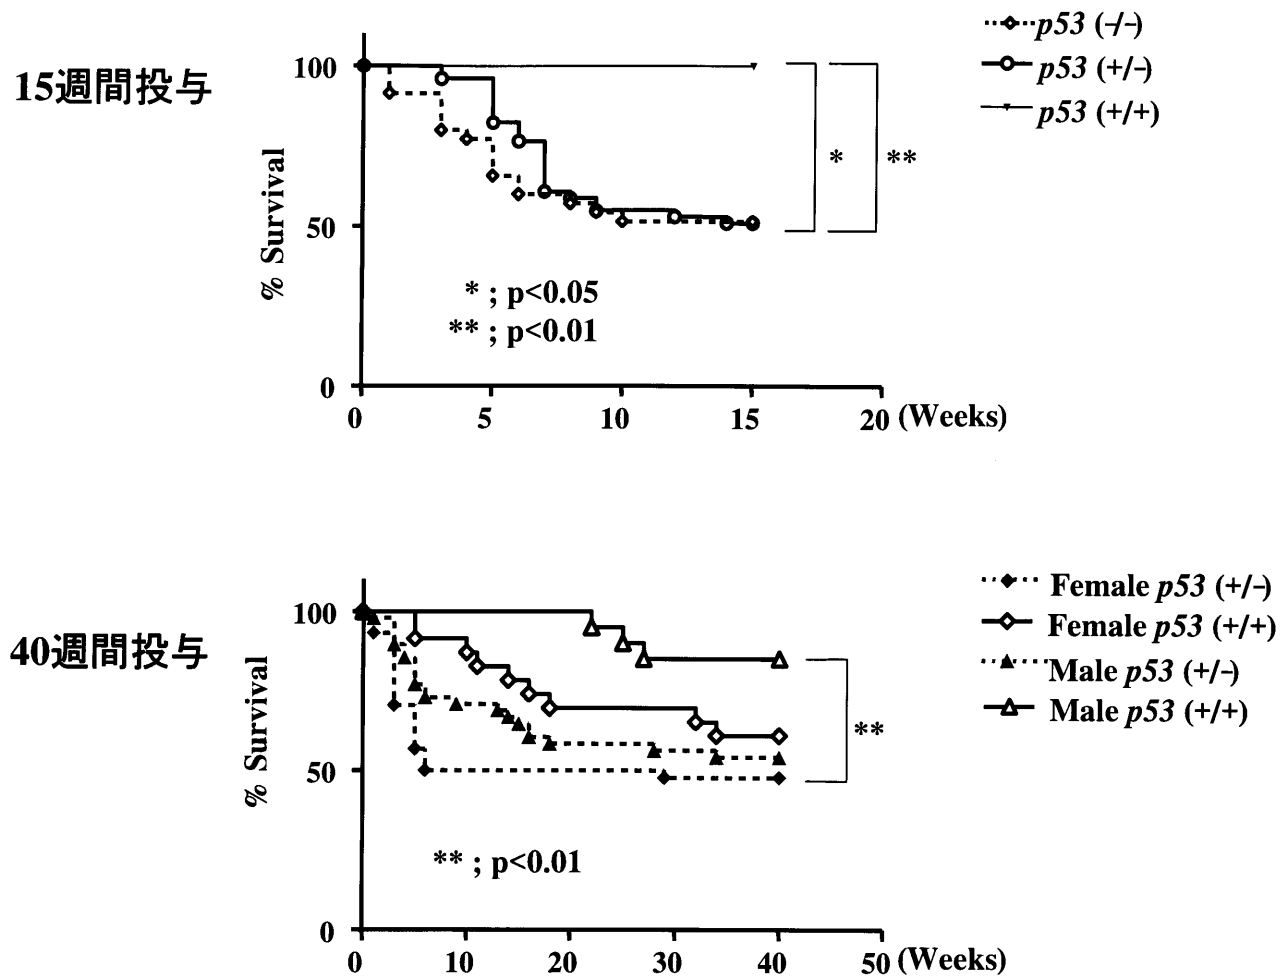 15週間投与
p53 (-/-)
p53 (+/-)
p53 (+/+)
100
50
0
% Survival
* **
* ; p<0.05
** ; p<0.01
0 5 10 15 20 (Weeks)
40週間投与
Female p53 (+/-)
Female p53 (+/+)
Male p53 (+/-)
Male p53 (+/+)
100
50
0
% Survival
**
** ; p<0.01
0 10 20 30 40 50 (Weeks)